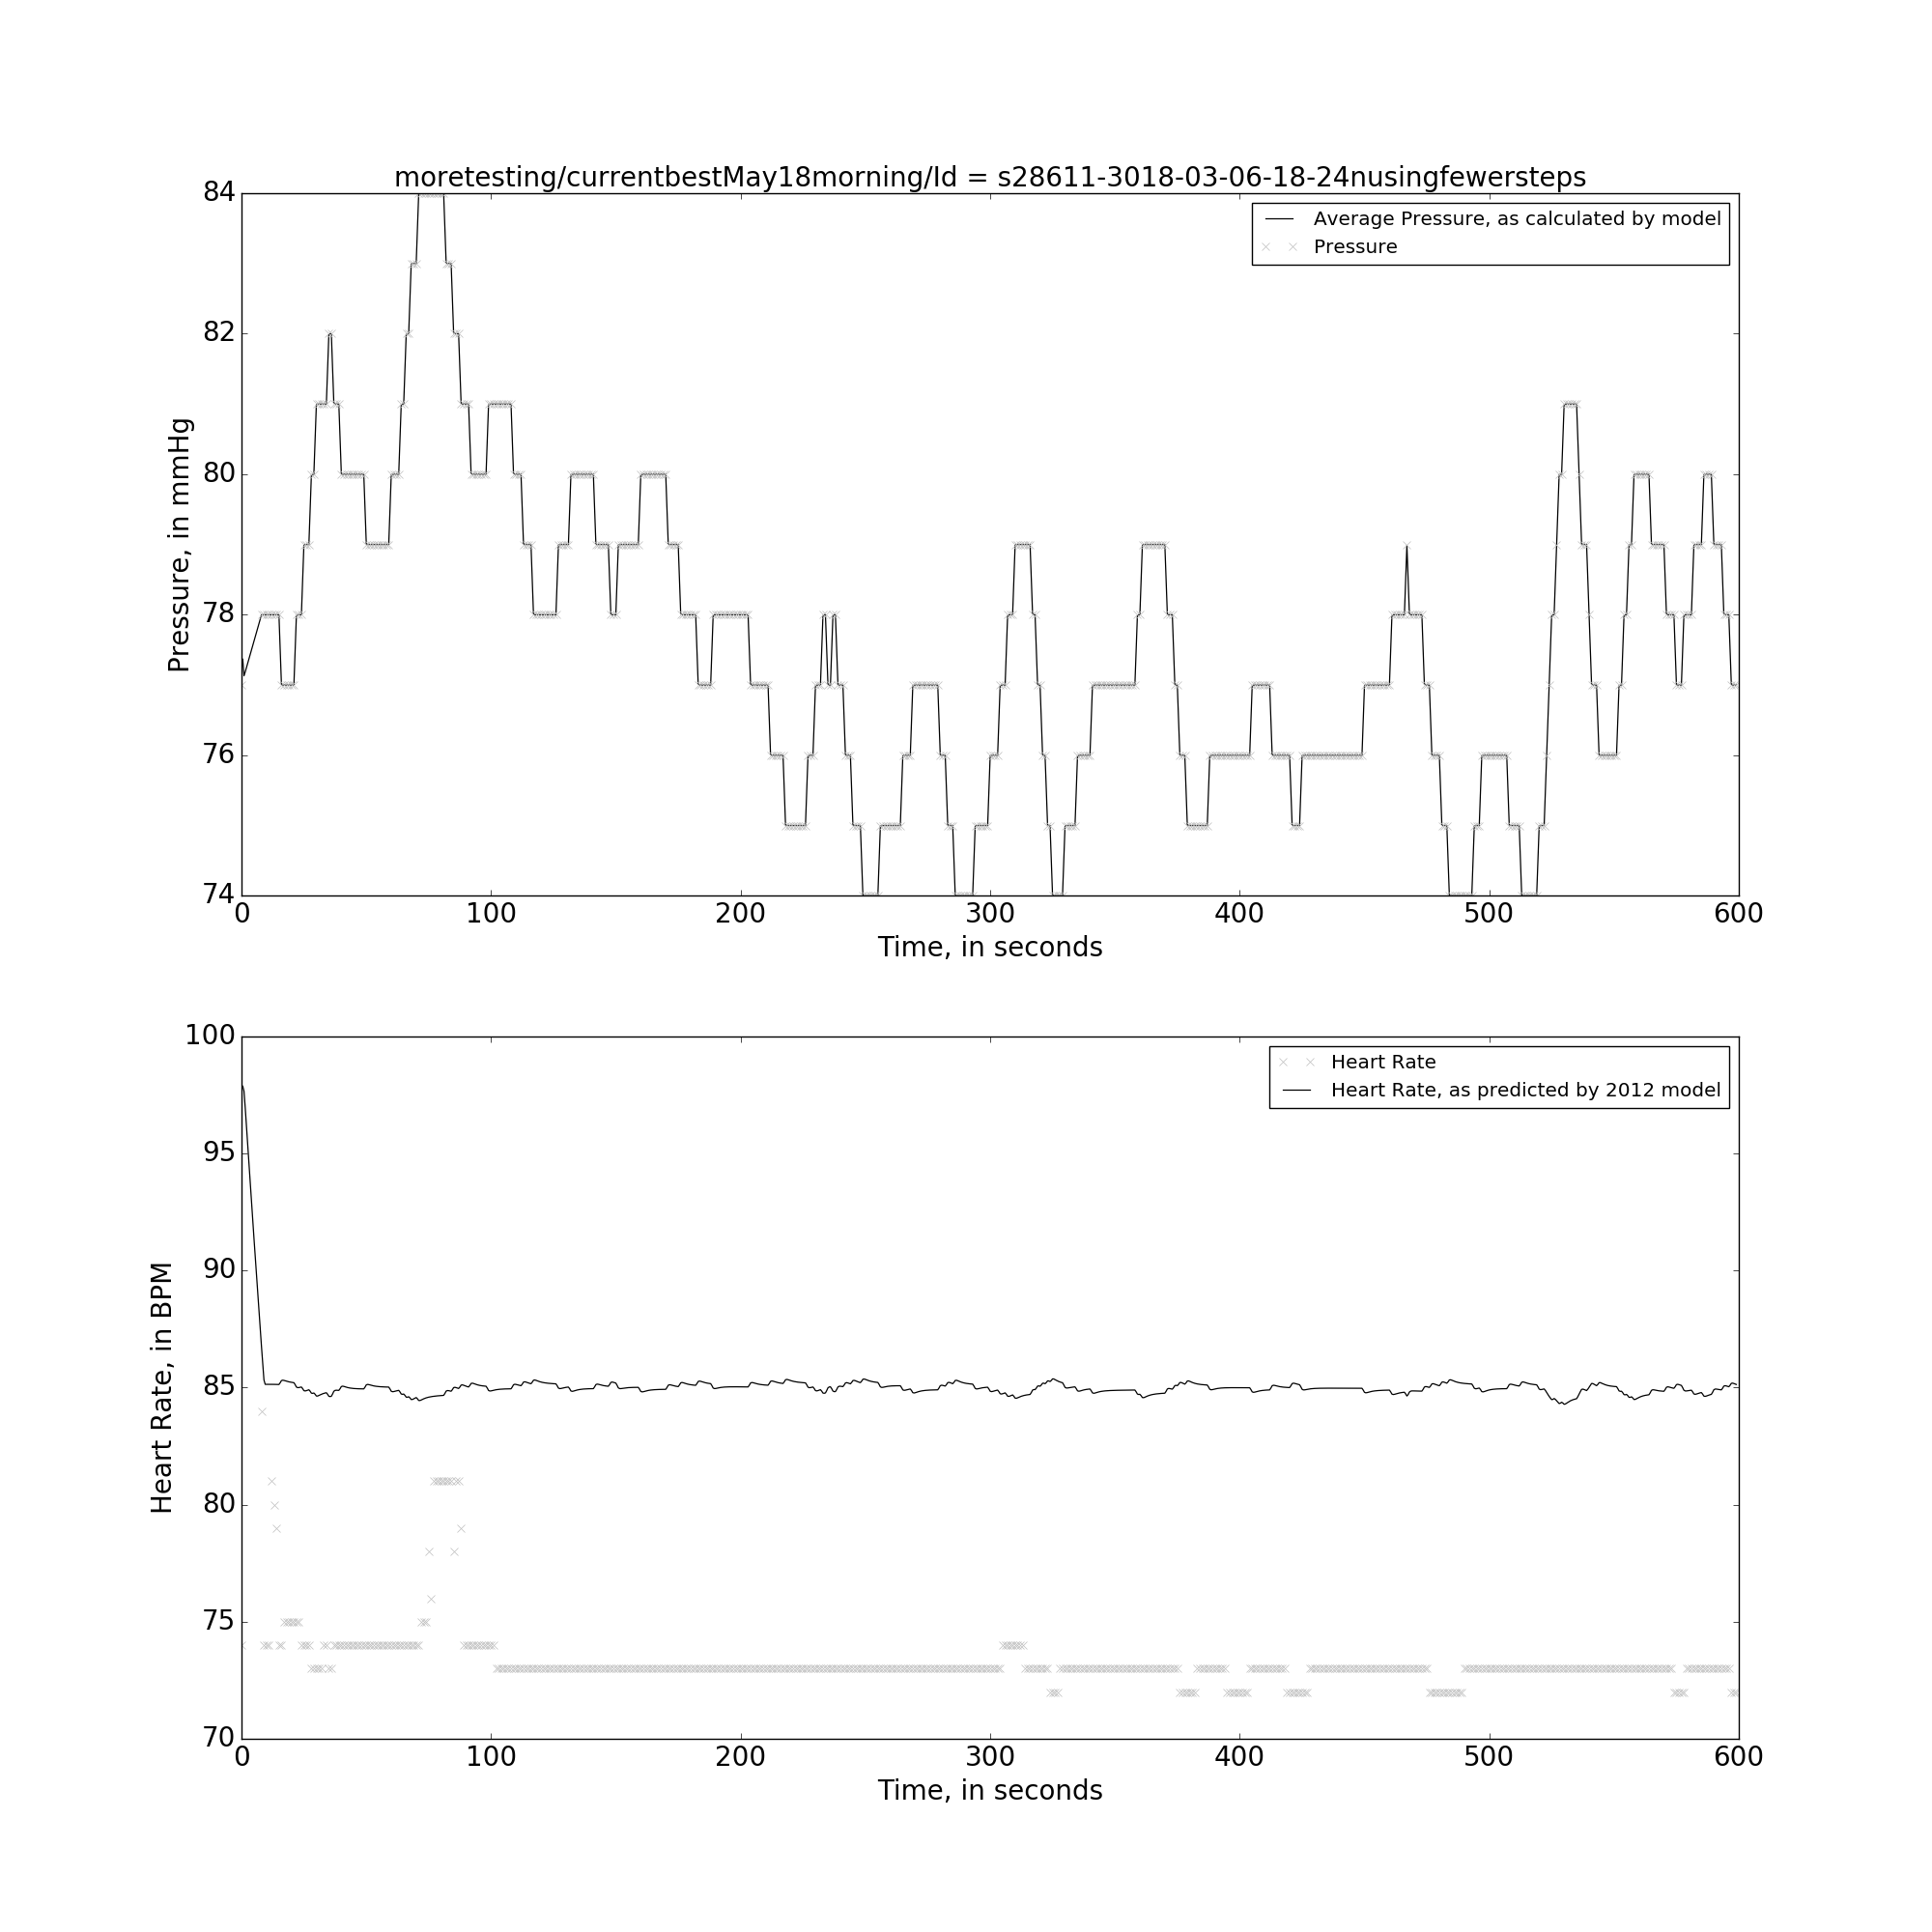 moretesting/currentbestMay18morning/Id = s28611-3018-03-06-18-24nusingfewersteps
84
82
80
78
76
74
Pressure, in mmHg
Average Pressure, as calculated by model
Pressure
0 100 200 300 400 500 600
Time, in seconds
100
95
90
85
80
75
70
Heart Rate, in BPM
Heart Rate
Heart Rate, as predicted by 2012 model
0 100 200 300 400 500 600
Time, in seconds